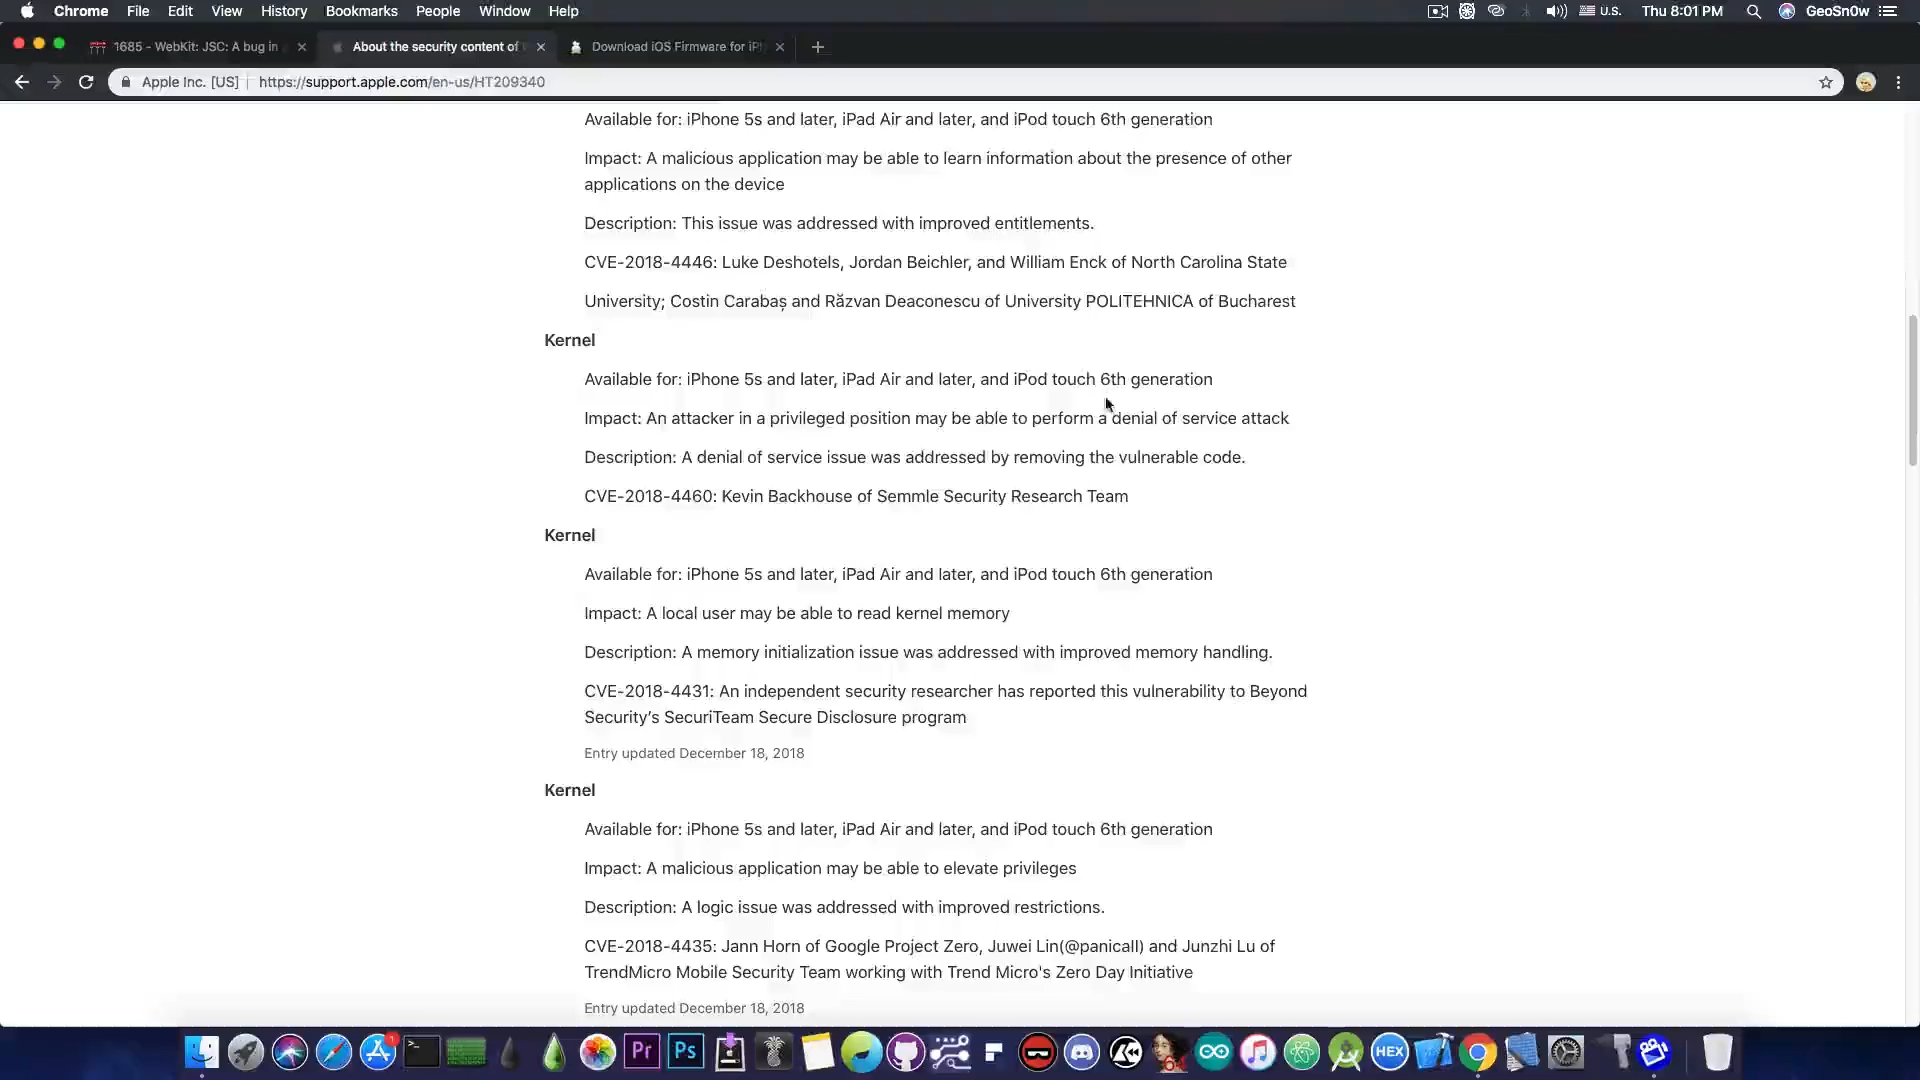 Chrome File Edit View History Bookmarks People Window Help U.S. Thu 8:01 PM GeoSn0w
1685 - WebKit: JSC: A bug in About the security content of Download iOS Firmware for iP
Apple Inc. [US] https://support.apple.com/en-us/HT209340
Available for: iPhone 5s and later, iPad Air and later, and iPod touch 6th generation
Impact: A malicious application may be able to learn information about the presence of other
applications on the device
Description: This issue was addressed with improved entitlements.
CVE-2018-4446: Luke Deshotels, Jordan Beichler, and William Enck of North Carolina State
University; Costin Carabaș and Răzvan Deaconescu of University POLITEHNICA of Bucharest
Kernel
Available for: iPhone 5s and later, iPad Air and later, and iPod touch 6th generation
Impact: An attacker in a privileged position may be able to perform a denial of service attack
Description: A denial of service issue was addressed by removing the vulnerable code.
CVE-2018-4460: Kevin Backhouse of Semmle Security Research Team
Kernel
Available for: iPhone 5s and later, iPad Air and later, and iPod touch 6th generation
Impact: A local user may be able to read kernel memory
Description: A memory initialization issue was addressed with improved memory handling.
CVE-2018-4431: An independent security researcher has reported this vulnerability to Beyond
Security’s SecuriTeam Secure Disclosure program
Entry updated December 18, 2018
Kernel
Available for: iPhone 5s and later, iPad Air and later, and iPod touch 6th generation
Impact: A malicious application may be able to elevate privileges
Description: A logic issue was addressed with improved restrictions.
CVE-2018-4435: Jann Horn of Google Project Zero, Juwei Lin(@panicaII) and Junzhi Lu of
TrendMicro Mobile Security Team working with Trend Micro's Zero Day Initiative
Entry updated December 18, 2018
Pr Ps 64 HEX